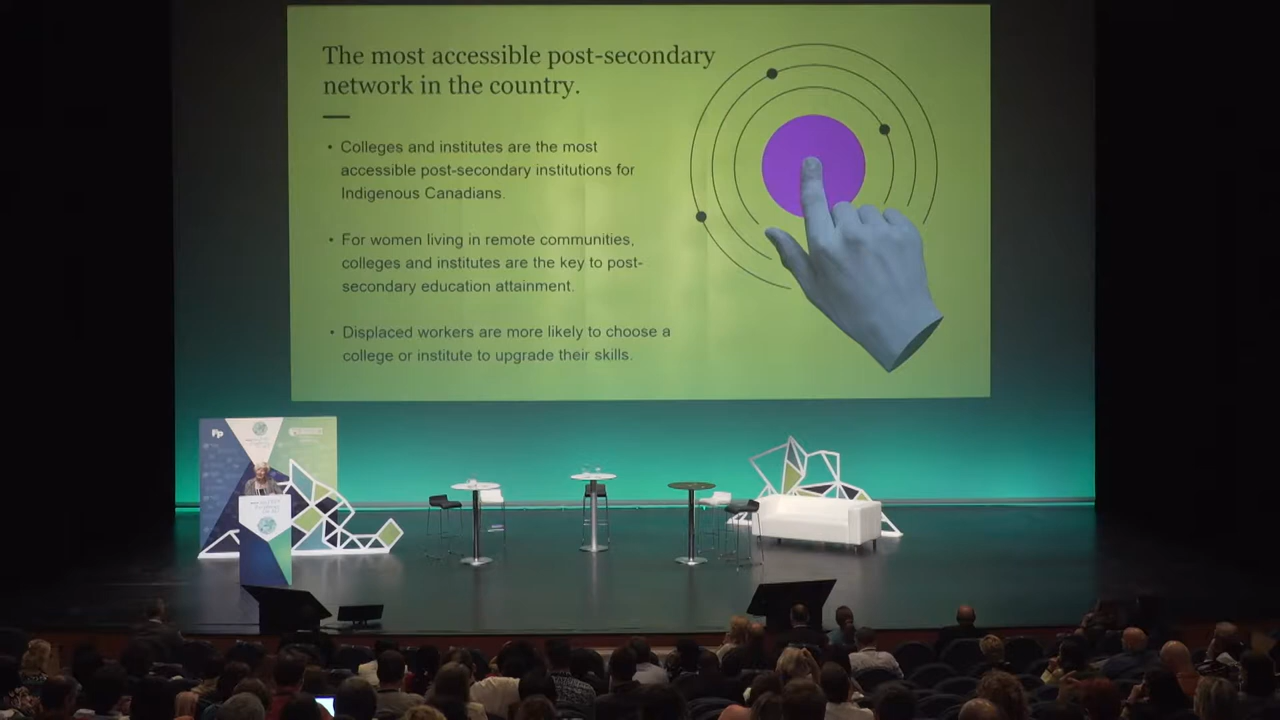 The most accessible post-secondary
network in the country.
• Colleges and institutes are the most
accessible post-secondary institutions for
Indigenous Canadians.
• For women living in remote communities,
colleges and institutes are the key to post-
secondary education attainment.
• Displaced workers are more likely to choose a
college or institute to upgrade their skills.